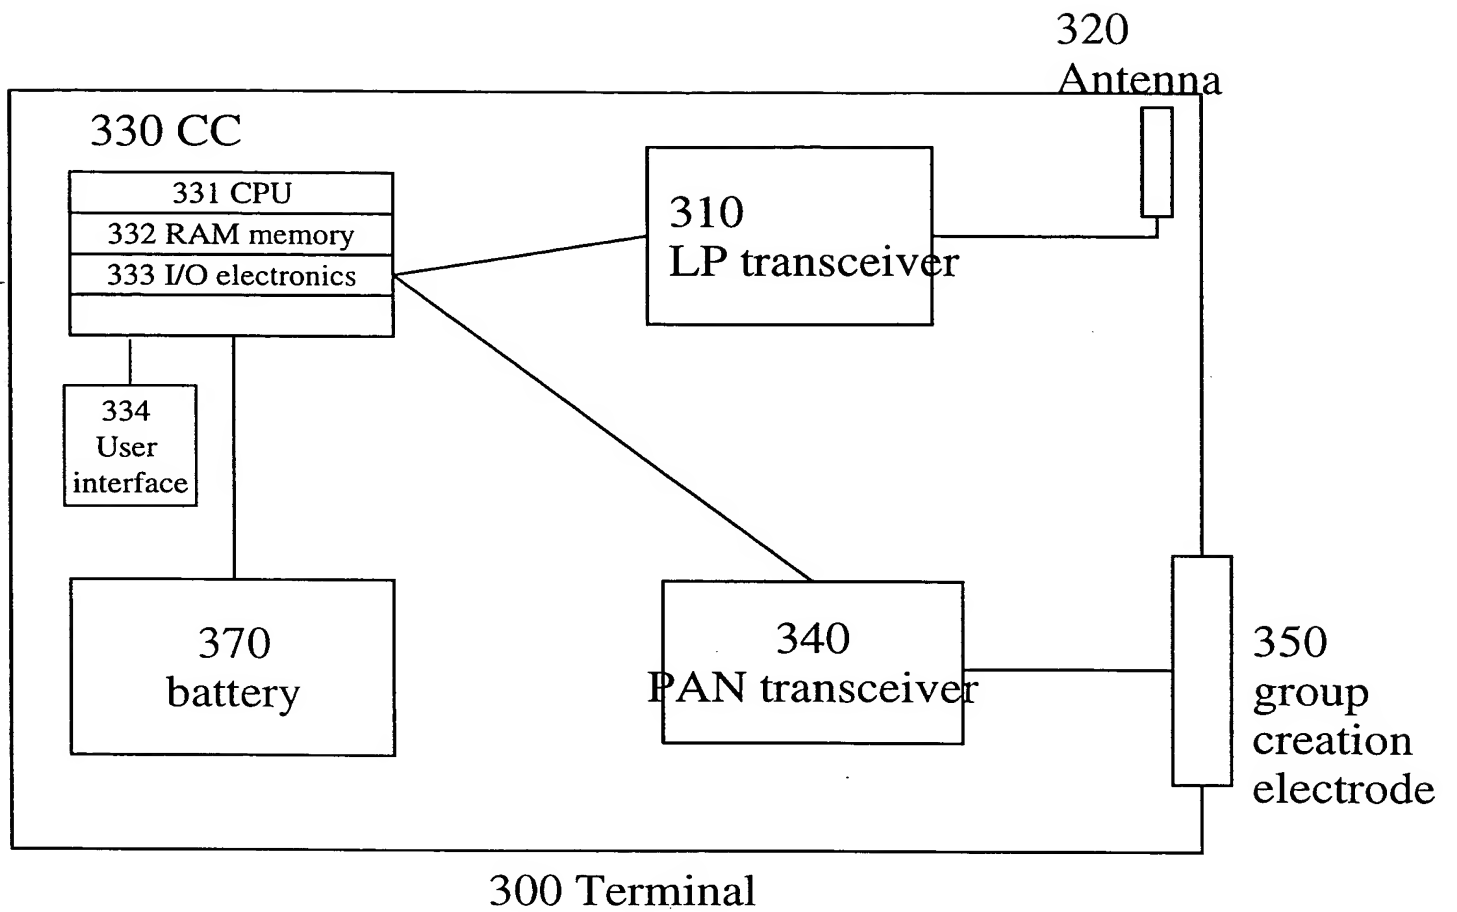 320
Antenna
330 CC
331 CPU
332 RAM memory
333 I/O electronics
310
LP transceiver
334
User
interface
370
battery
340
PAN transceiver
350
group
creation
electrode
300 Terminal